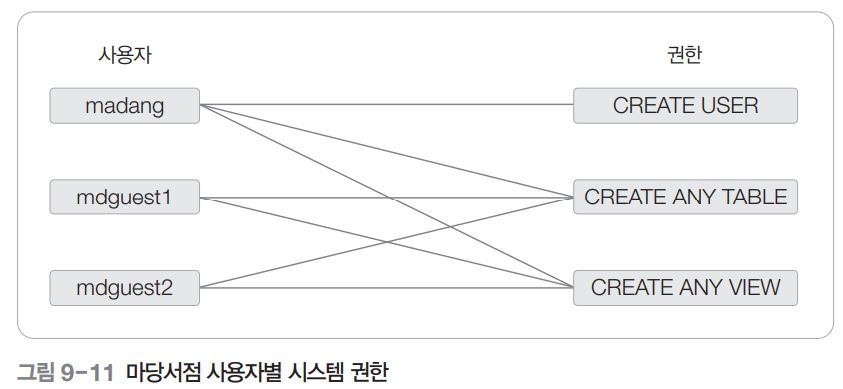 사용자 권한
madang CREATE USER
mdguest1 CREATE ANY TABLE
mdguest2 CREATE ANY VIEW
그림 9-11 마당서점 사용자별 시스템 권한